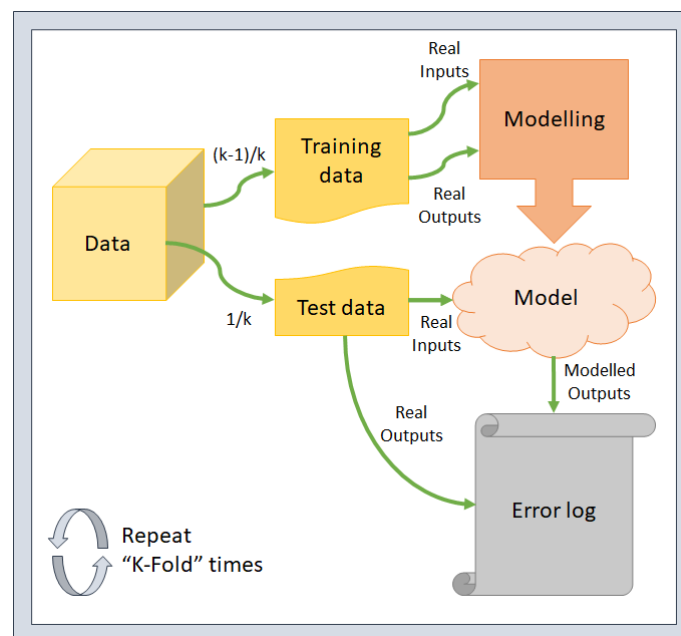 Real
Inputs
Modelling
(k-1)/k
Training
data
Real
Outputs
Data
Model
1/k
Test data
Real
Inputs
Modelled
Outputs
Real
Outputs
Error log
Repeat
“K-Fold” times